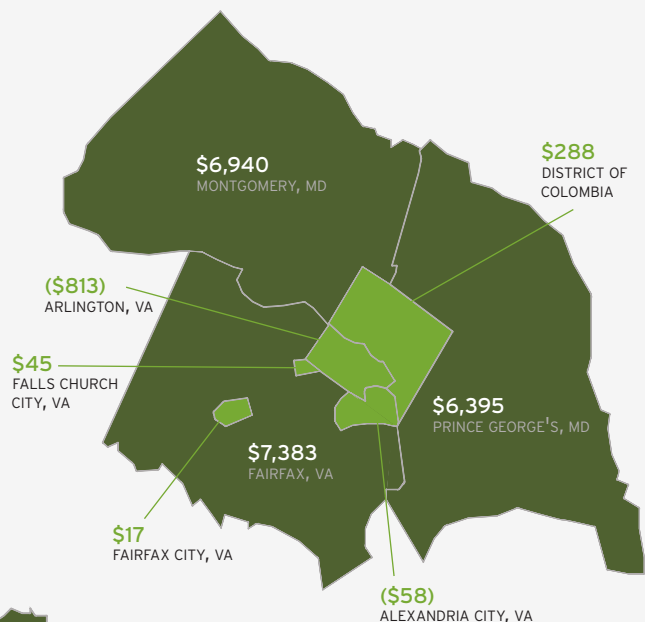 $6,940
MONTGOMERY, MD
$288
DISTRICT OF
COLOMBIA
($813)
ARLINGTON, VA
$45
FALLS CHURCH
CITY, VA
$6,395
PRINCE GEORGE'S, MD
$7,383
FAIRFAX, VA
$17
FAIRFAX CITY, VA
($58)
ALEXANDRIA CITY, VA